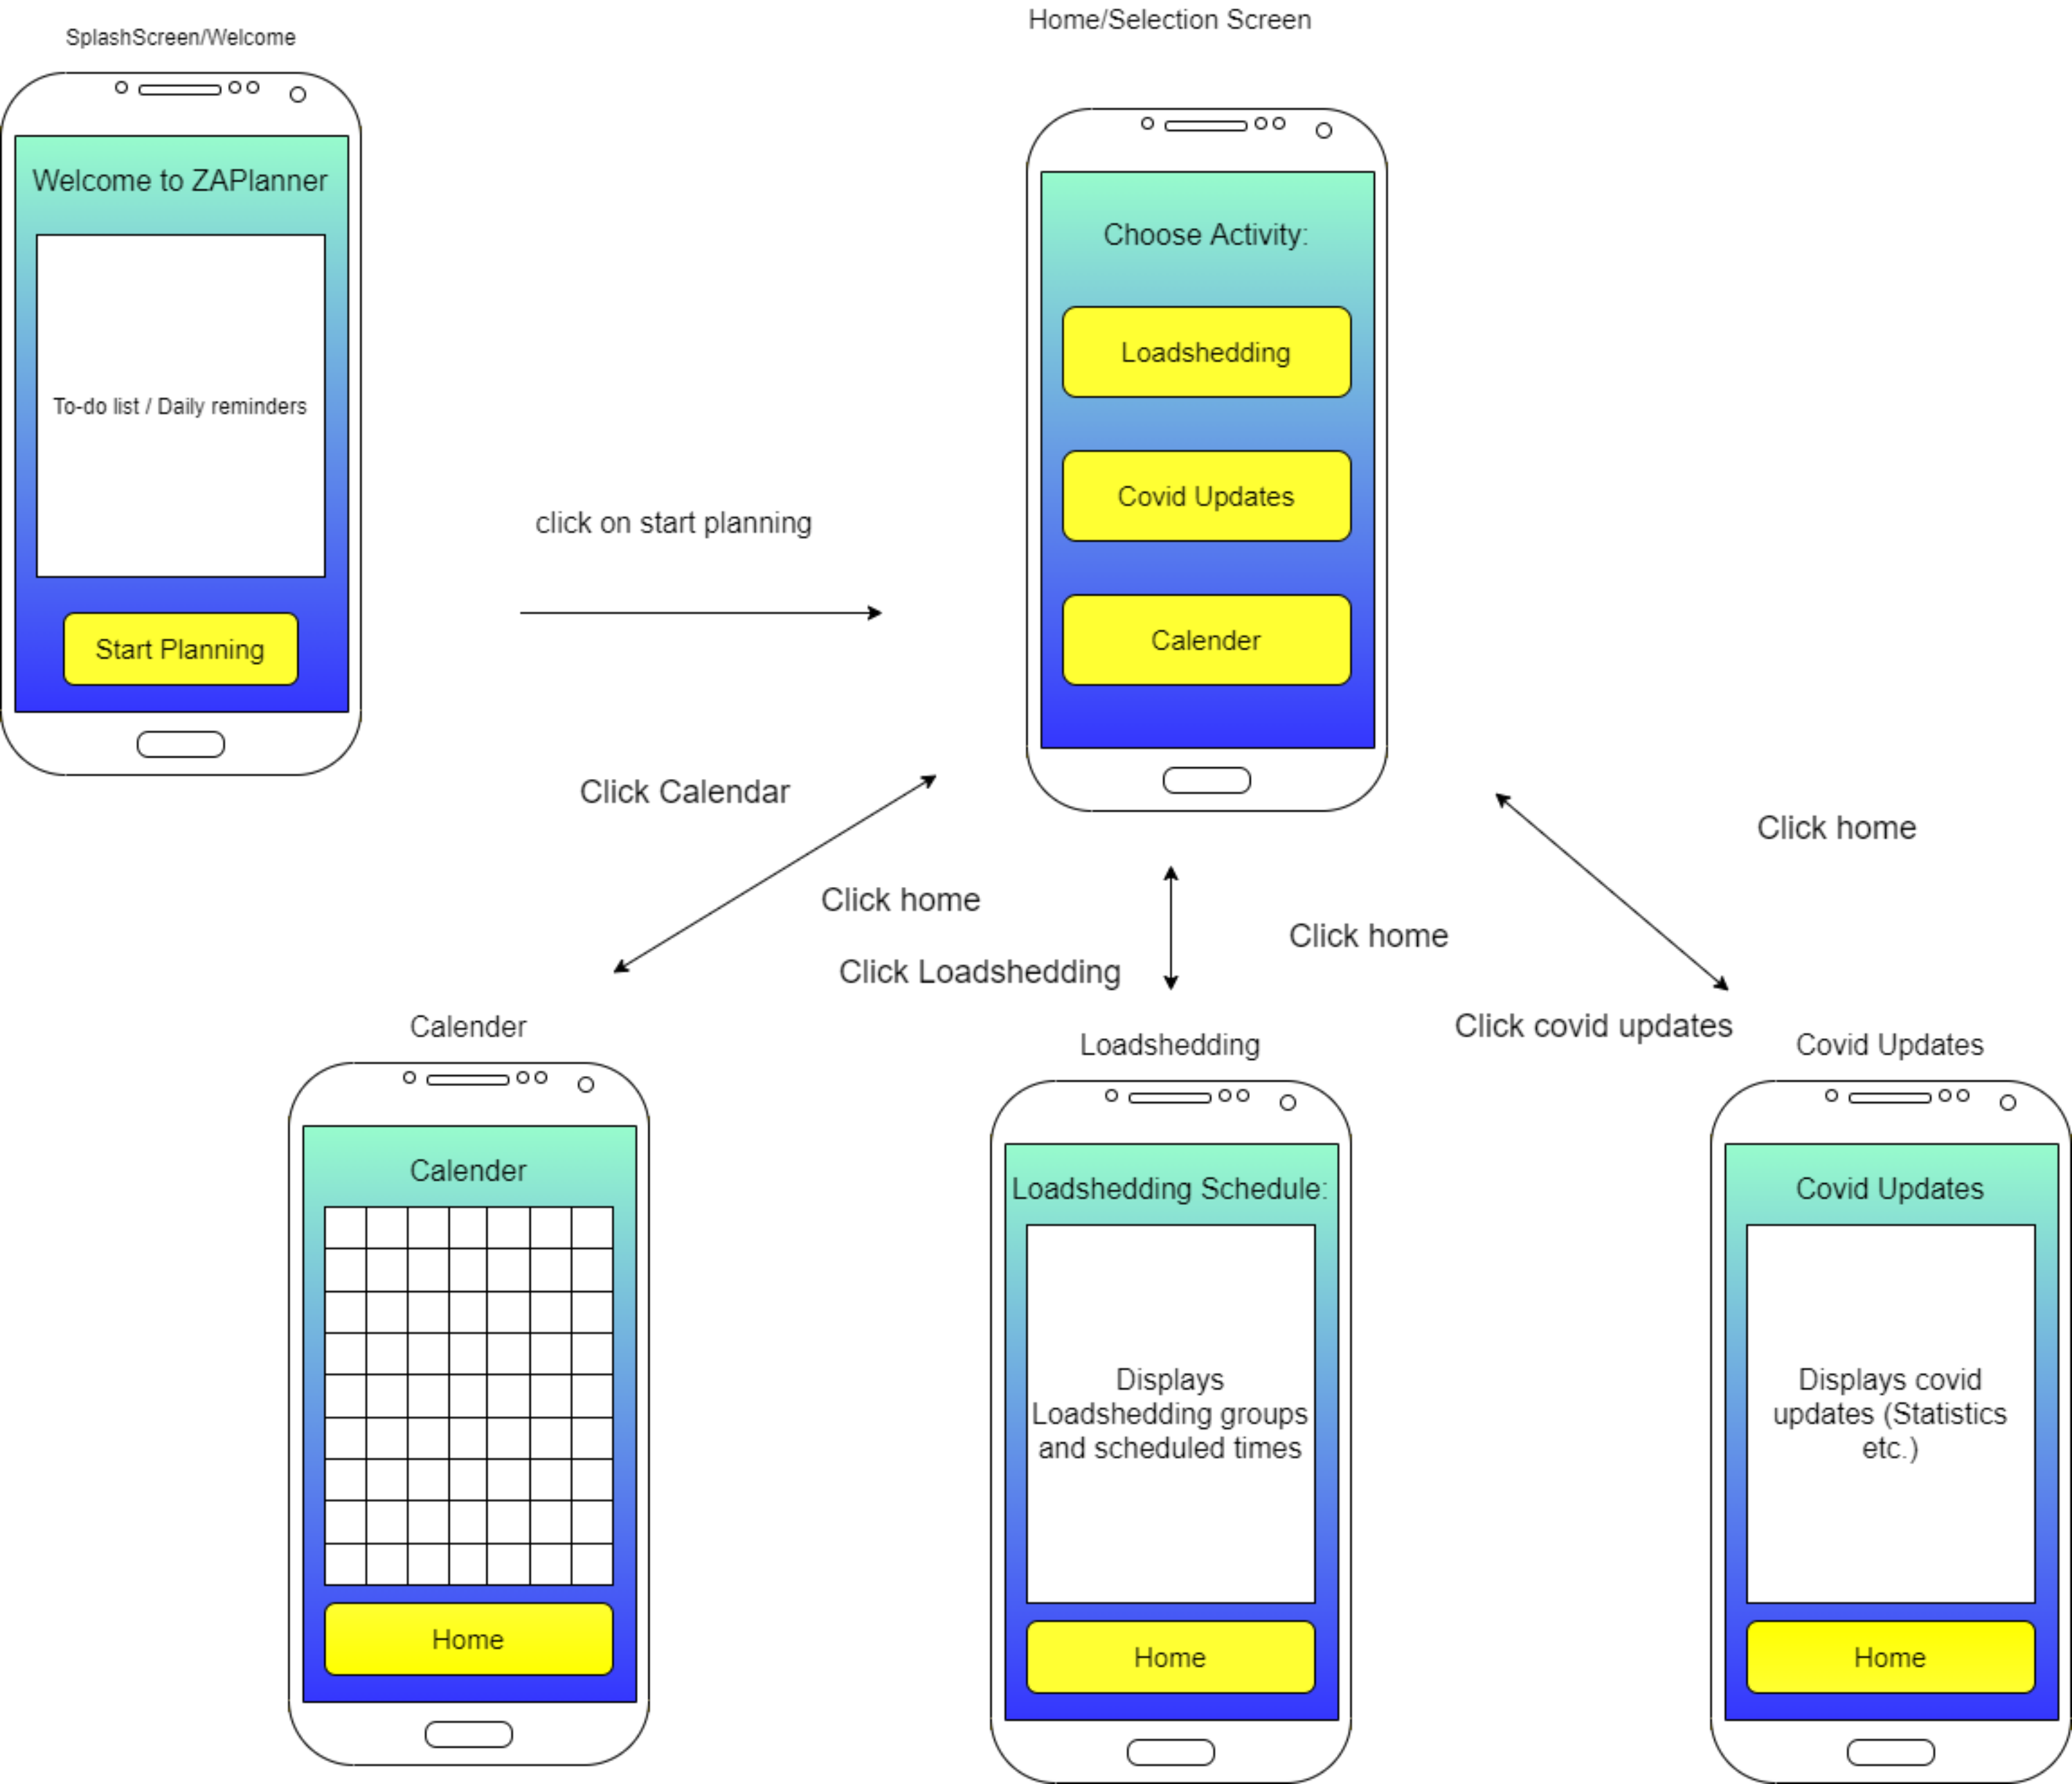 SplashScreen/Welcome
Home/Selection Screen
Welcome to ZAPlanner
To-do list / Daily reminders
Start Planning
click on start planning
Choose Activity:
Loadshedding
Covid Updates
Calender
Click Calendar
Click home
Click Loadshedding
Click home
Click home
Click covid updates
Calender
Calender
Home
Loadshedding
Loadshedding Schedule:
Displays
Loadshedding groups
and scheduled times
Home
Covid Updates
Covid Updates
Displays covid
updates (Statistics
etc.)
Home